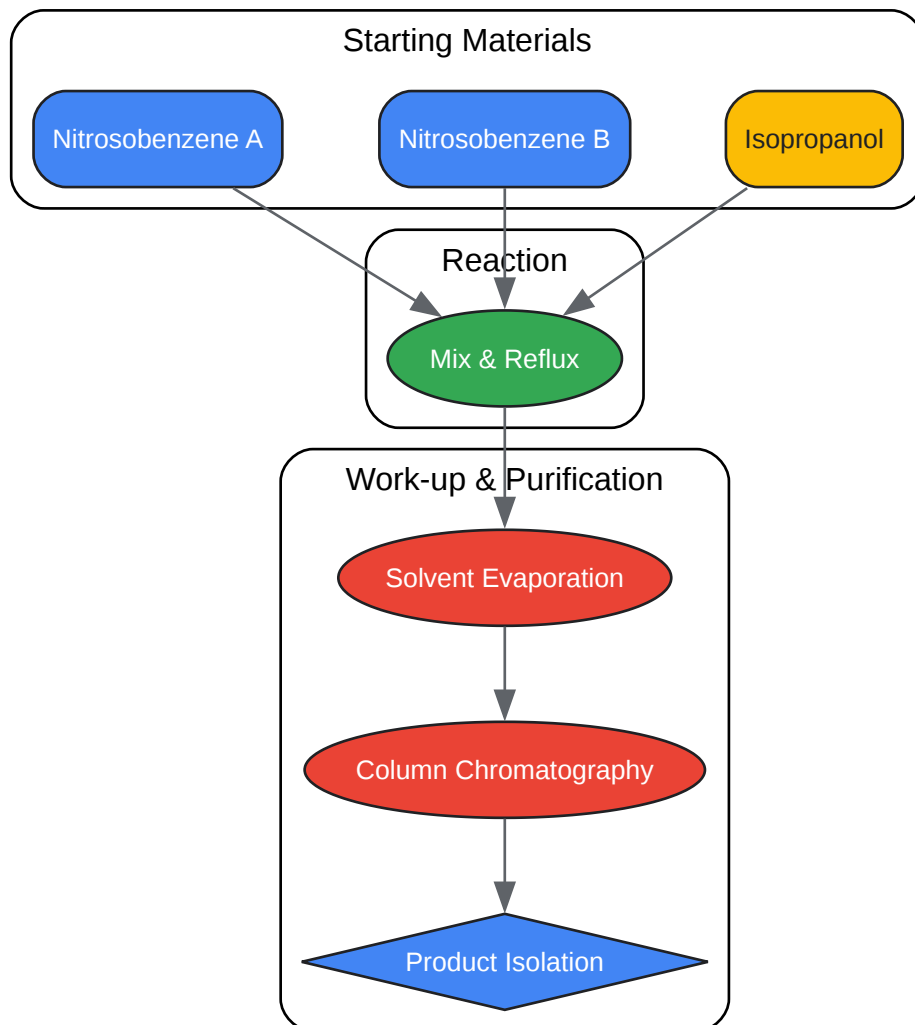 Starting Materials
Nitrosobenzene A
Nitrosobenzene B
Isopropanol
Reaction
Mix & Reflux
Work-up & Purification
Solvent Evaporation
Column Chromatography
Product Isolation